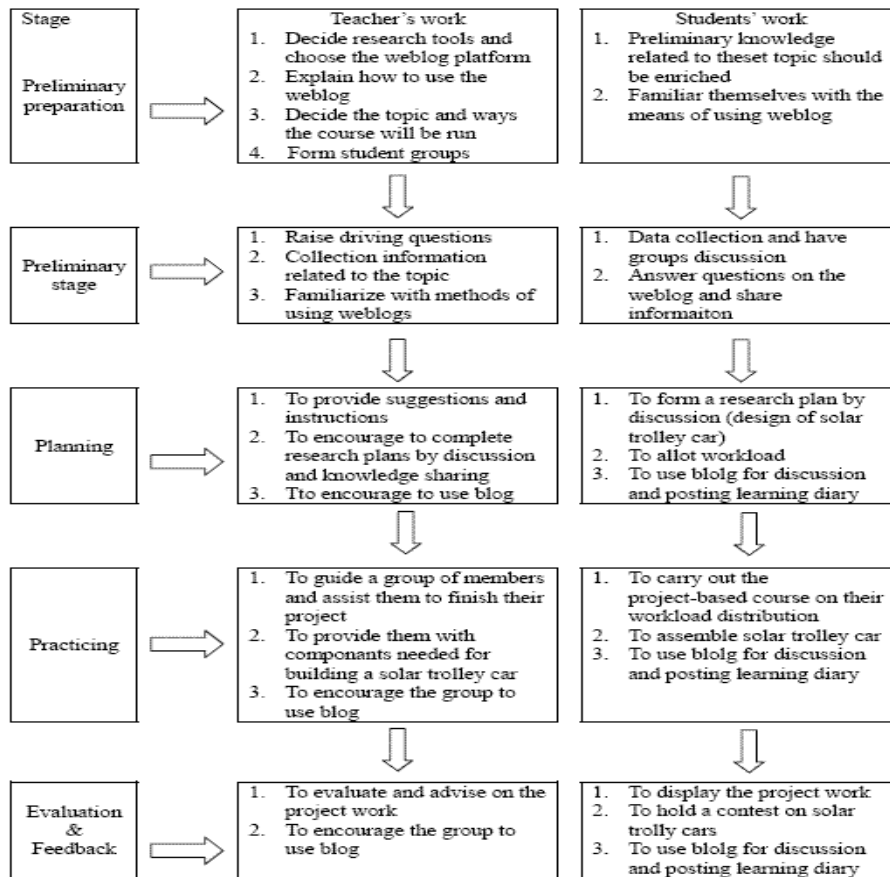 Stage
Preliminary
preparation
Teacher's work
1. Decide research tools and
choose the weblog platform
2. Explain how to use the
weblog
3. Decide the topic and ways
the course will be run
4. Form student groups
Students' work
1. Preliminary knowledge
related to theset topic should
be enriched
2. Familiar themselves with the
means of using weblog
Preliminary
stage
1. Raise driving questions
2. Collection information
related to the topic
3. Familiarize with methods of
using weblogs
1. Data collection and have
groups discussion
2. Answer questions on the
weblog and share
informaiton
Planning
1. To provide suggestions and
instructions
2. To encourage to complete
research plans by discussion
and knowledge sharing
3. Tto encourage to use blog
1. To form a research plan by
discussion (design of solar
trolley car)
2. To allot workload
3. To use blolg for discussion
and posting learning diary
Practicing
1. To guide a group of members
and assist them to finish their
project
2. To provide them with
componants needed for
building a solar trolley car
3. To encourage the group to
use blog
1. To carry out the
project-based course on their
workload distribution
2. To assemble solar trolley car
3. To use blolg for discussion
and posting learning diary
Evaluation
&
Feedback
1. To evaluate and advise on the
project work
2. To encourage the group to
use blog
1. To display the project work
2. To hold a contest on solar
trolly cars
3. To use blolg for discussion
and posting learning diary